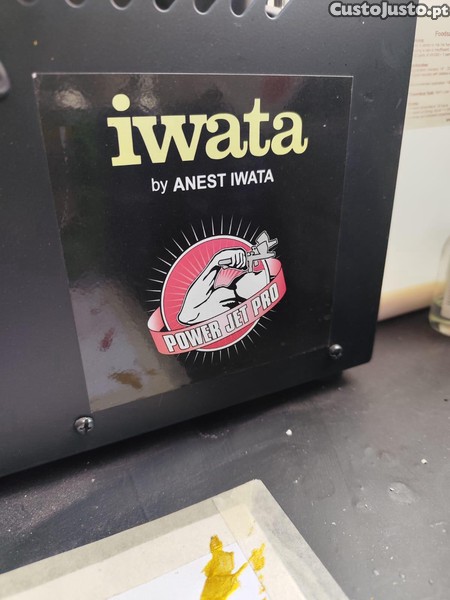 CustoJusto.pt
iwata
by ANEST IWATA
POWER JET PRO